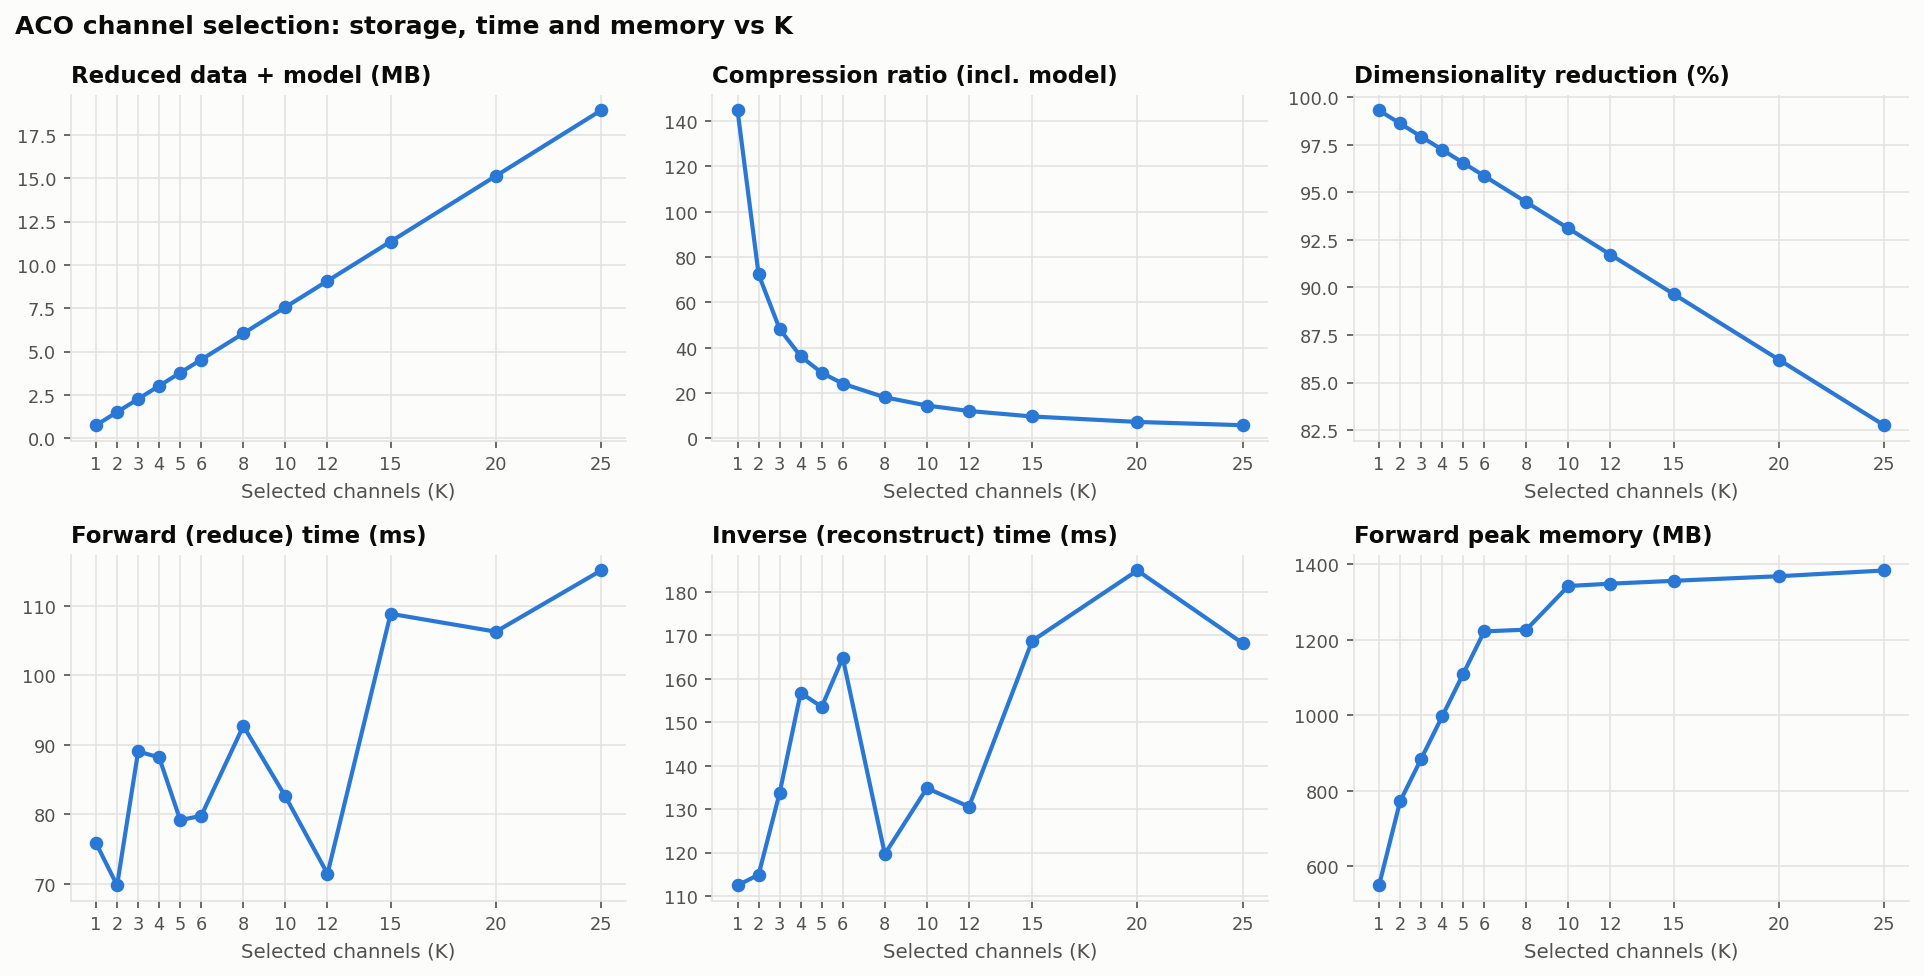 ACO channel selection: storage, time and memory vs K
Reduced data + model (MB)
17.5
15.0
12.5
10.0
7.5
5.0
2.5
0.0
1 2 3 4 5 6 8 10 12 15 20 25
Selected channels (K)
Compression ratio (incl. model)
140
120
100
80
60
40
20
0
1 2 3 4 5 6 8 10 12 15 20 25
Selected channels (K)
Dimensionality reduction (%)
100.0
97.5
95.0
92.5
90.0
87.5
85.0
82.5
1 2 3 4 5 6 8 10 12 15 20 25
Selected channels (K)
Forward (reduce) time (ms)
110
100
90
80
70
1 2 3 4 5 6 8 10 12 15 20 25
Selected channels (K)
Inverse (reconstruct) time (ms)
180
170
160
150
140
130
120
110
1 2 3 4 5 6 8 10 12 15 20 25
Selected channels (K)
Forward peak memory (MB)
1400
1200
1000
800
600
1 2 3 4 5 6 8 10 12 15 20 25
Selected channels (K)